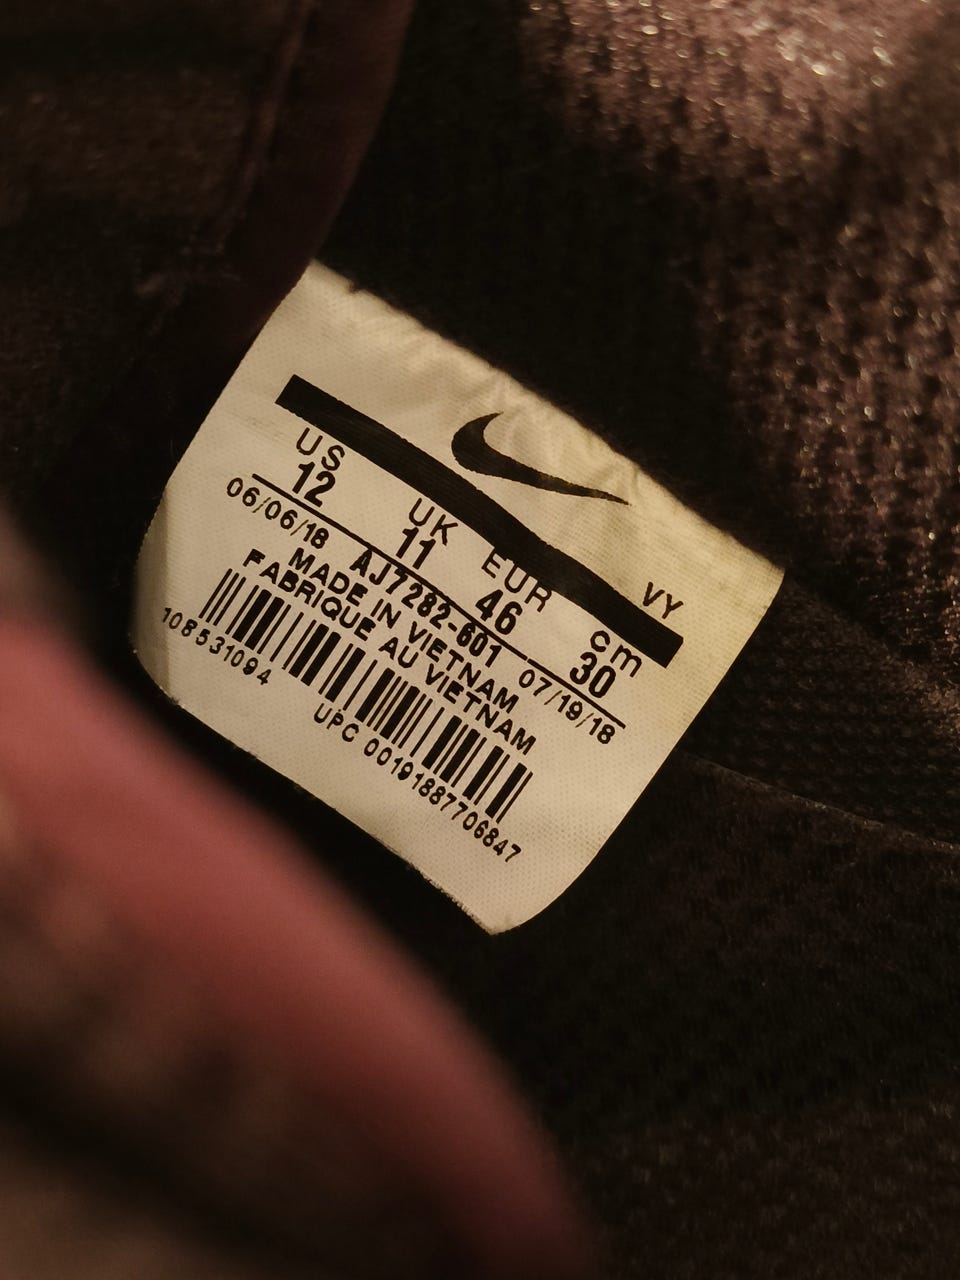 VY
US UK EUR cm
12 11 46 30
06/06/18 AJ7282-601 07/19/18
MADE IN VIETNAM
FABRIQUE AU VIETNAM
108531094
UPC 00191887706847